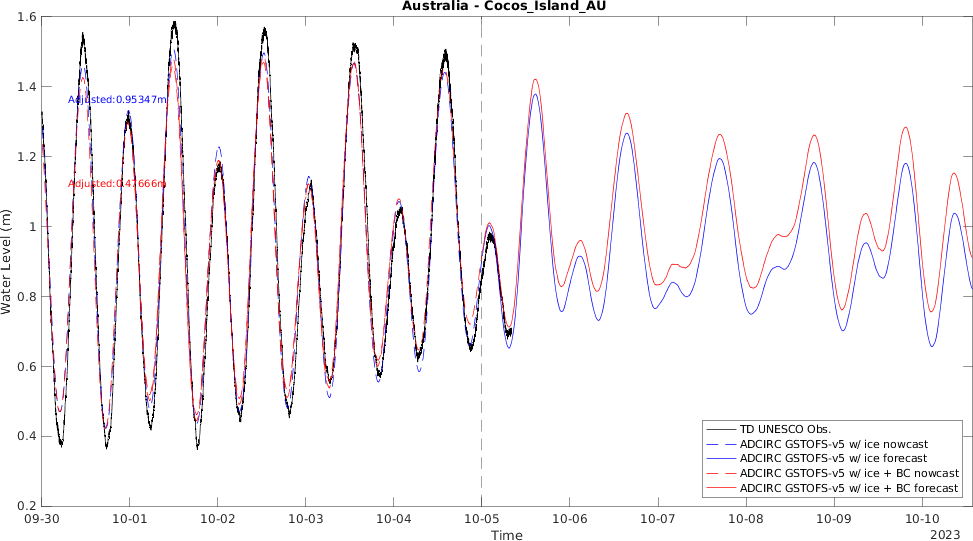 Australia - Cocos_Island_AU
1.6
1.4
1.2
1
0.8
0.6
0.4
0.2
Water Level (m)
Adjusted:0.95347m
Adjusted:0.47666m
TD UNESCO Obs.
ADCIRC GSTOFS-v5 w/ ice nowcast
ADCIRC GSTOFS-v5 w/ ice forecast
ADCIRC GSTOFS-v5 w/ ice + BC nowcast
ADCIRC GSTOFS-v5 w/ ice + BC forecast
09-30 10-01 10-02 10-03 10-04 10-05 10-06 10-07 10-08 10-09 10-10
Time
2023